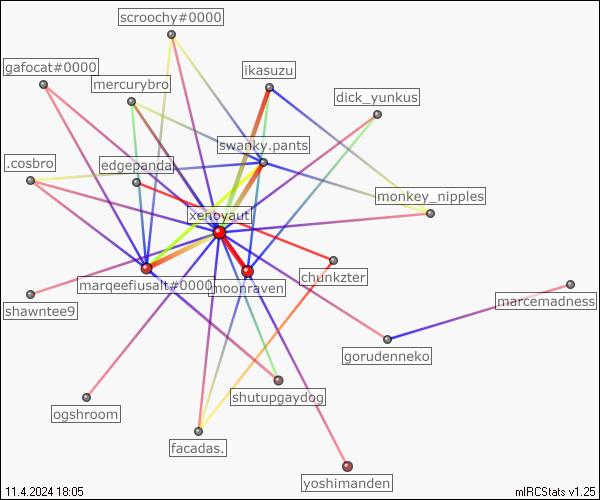 scroochy#0000
gafocat#0000
ikasuzu
mercurybro
dick_yunkus
swanky.pants
.cosbro
edgepanda
monkey_nipples
xenoyaut
chunkzter
marqeefiusalt#0000
moonraven
marcemadness
shawntee9
gorudenneko
shutupgaydog
ogshroom
facadas.
yoshimanden
11.4.2024 18:05
mIRCStats v1.25